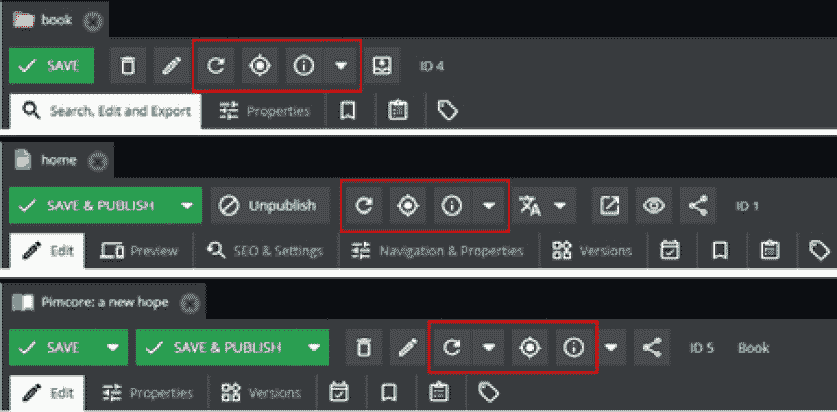 book
SAVE
ID 4
Search, Edit and Export Properties
home
SAVE & PUBLISH Unpublish ID 1
Edit Preview SEO & Settings Navigation & Properties Versions
Pimcore: a new hope
SAVE SAVE & PUBLISH ID 5 Book
Edit Properties Versions